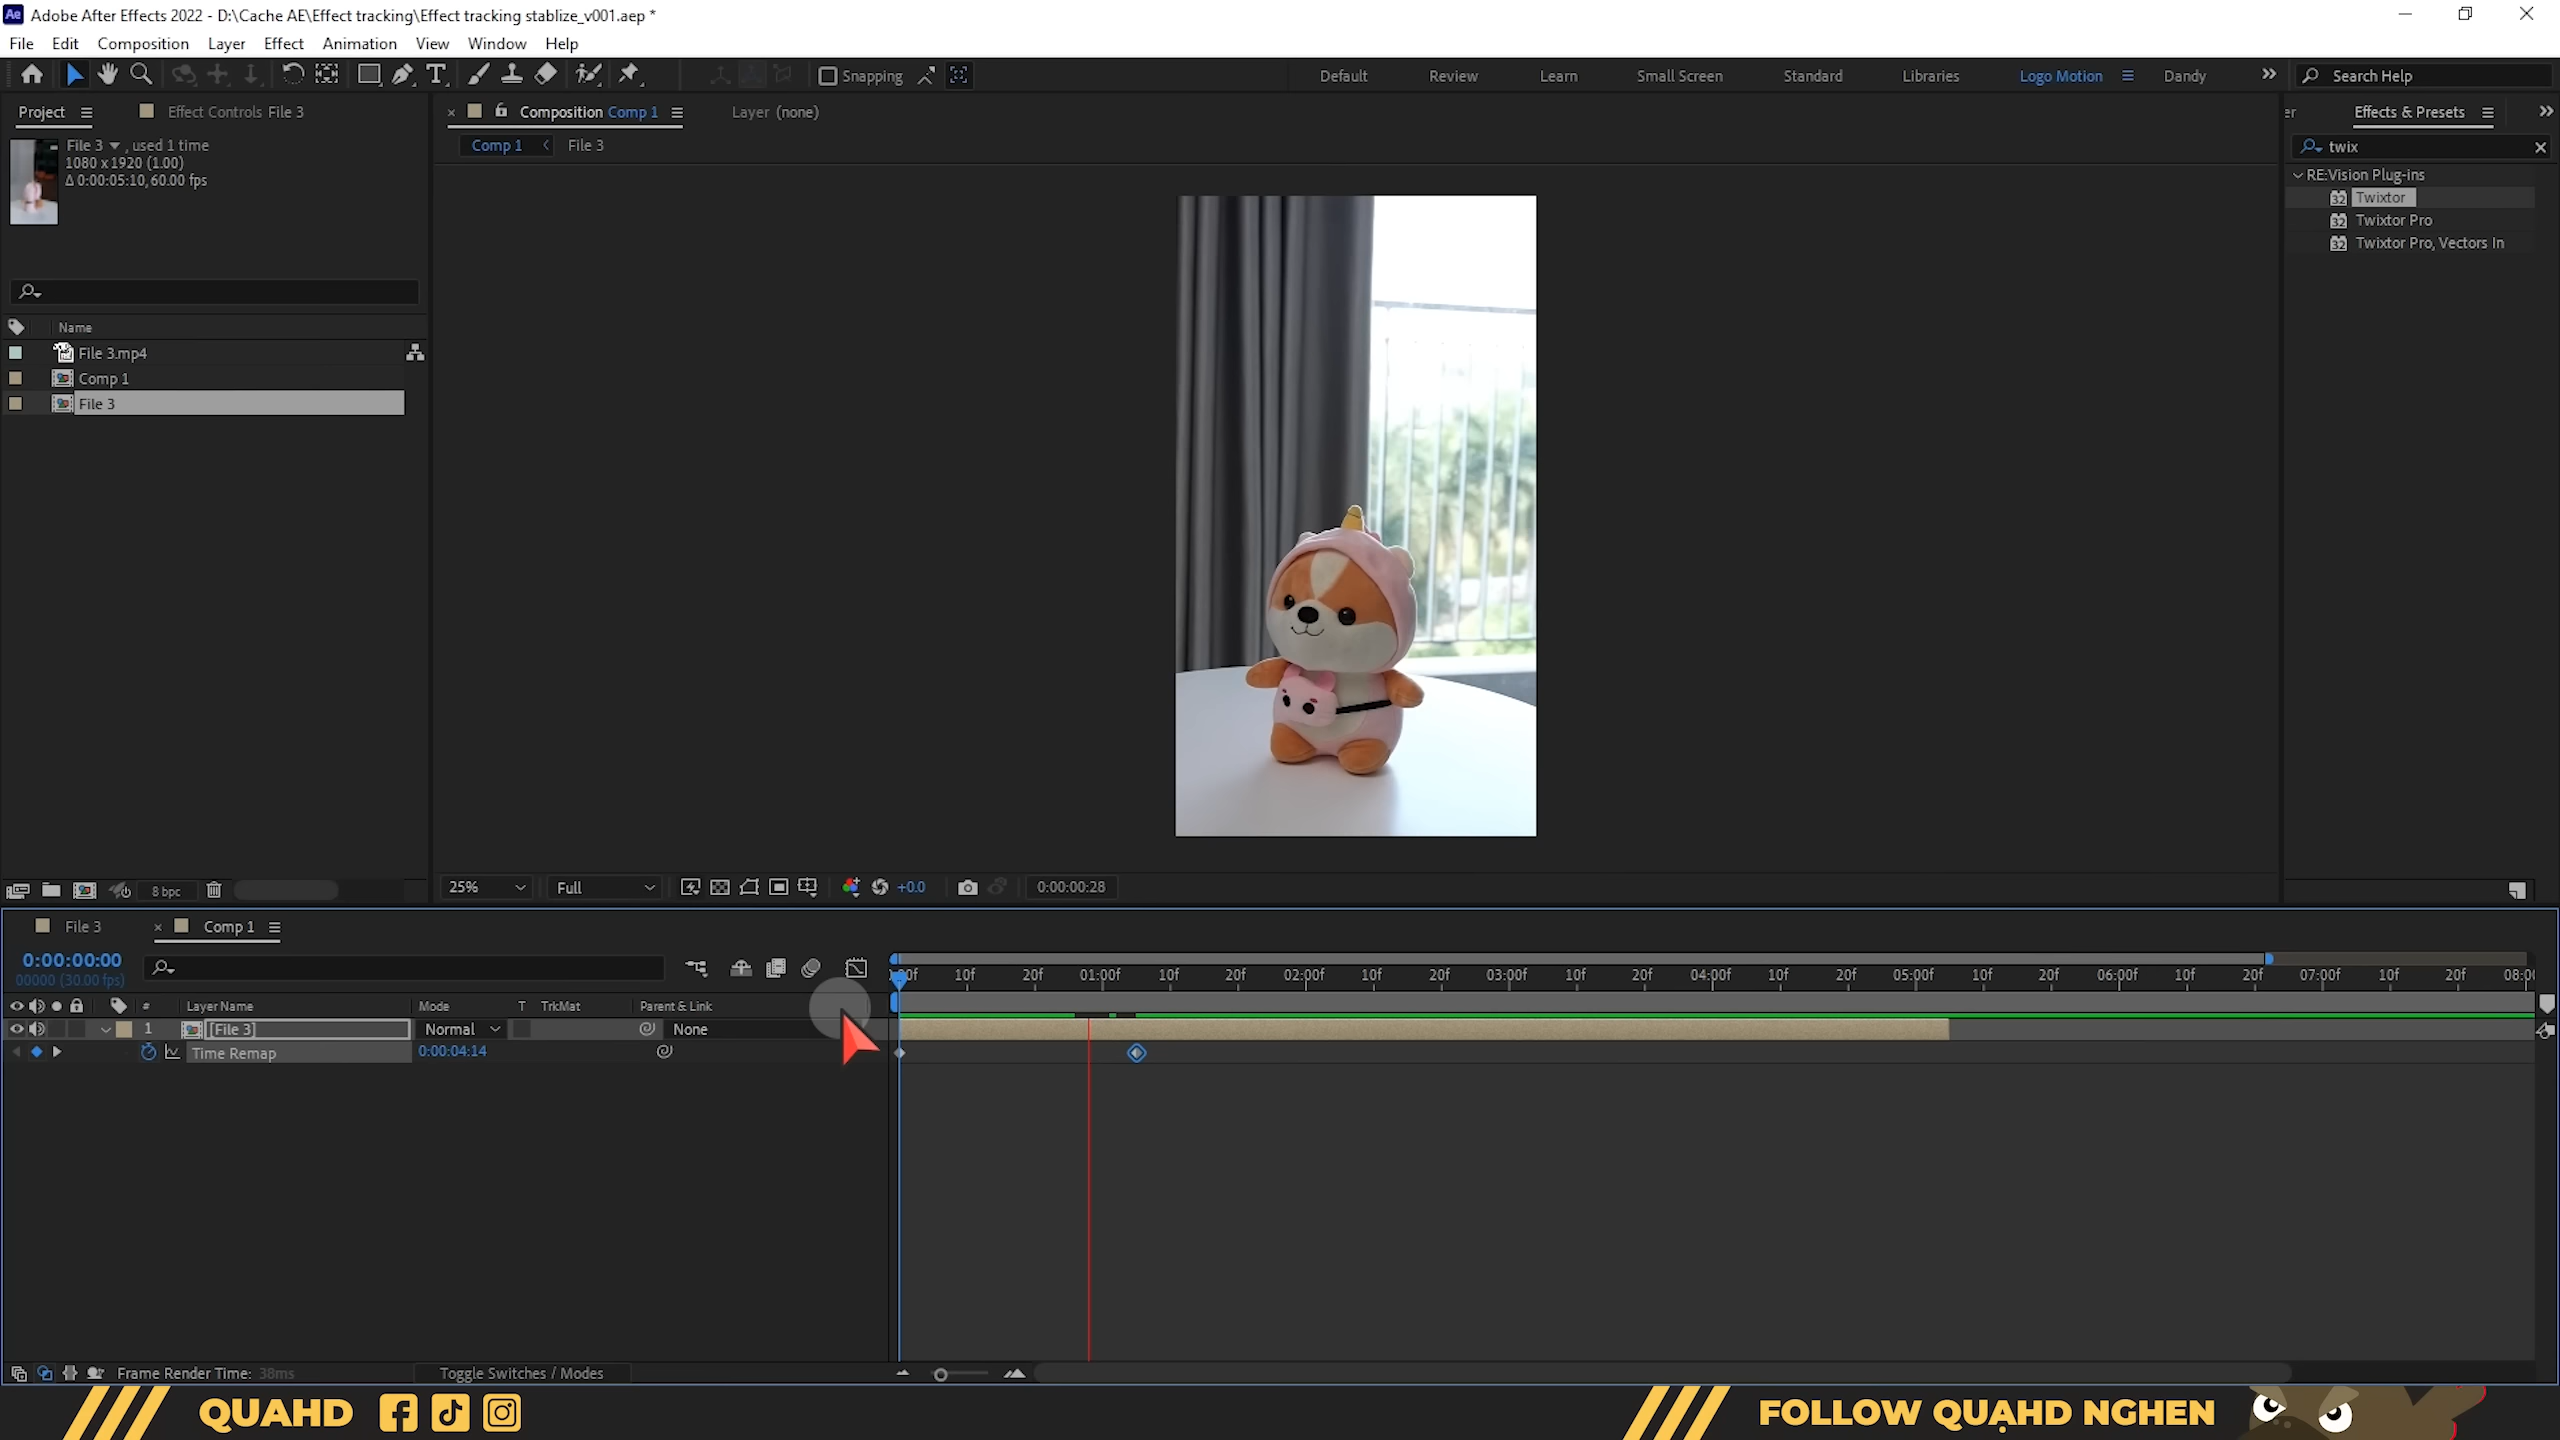 Adobe After Effects 2022 - D:\Cache AE\Effect tracking\Effect tracking stablize_v001.aep *
File Edit Composition Layer Effect Animation View Window Help
Snapping Default Review Learn Small Screen Standard Libraries Logo Motion Dandy Search Help
Project Effect Controls File 3
File 3 , used 1 time
1080 x 1920 (1.00)
Δ 0:00:05:10, 60.00 fps
Name
File 3.mp4
Comp 1
File 3
8 bpc
Composition Comp 1 Layer (none)
Comp 1 File 3
25% Full +0.0 0:00:00:28
Effects & Presets
twix
RE:Vision Plug-ins
32 Twixtor
32 Twixtor Pro
32 Twixtor Pro, Vectors In
File 3 Comp 1
0:00:00:00
00000 (30.00 fps)
10f 20f 01:00f 10f 20f 02:00f 10f 20f 03:00f 10f 20f 04:00f 10f 20f 05:00f 10f 20f 06:00f 10f 20f 07:00f 10f 20f
# Layer Name Mode T TrkMat Parent & Link
1 [File 3] Normal None
Time Remap 0:00:04:14
Frame Render Time: 38ms Toggle Switches / Modes
QUAHD FOLLOW QUẠHD NGHEN